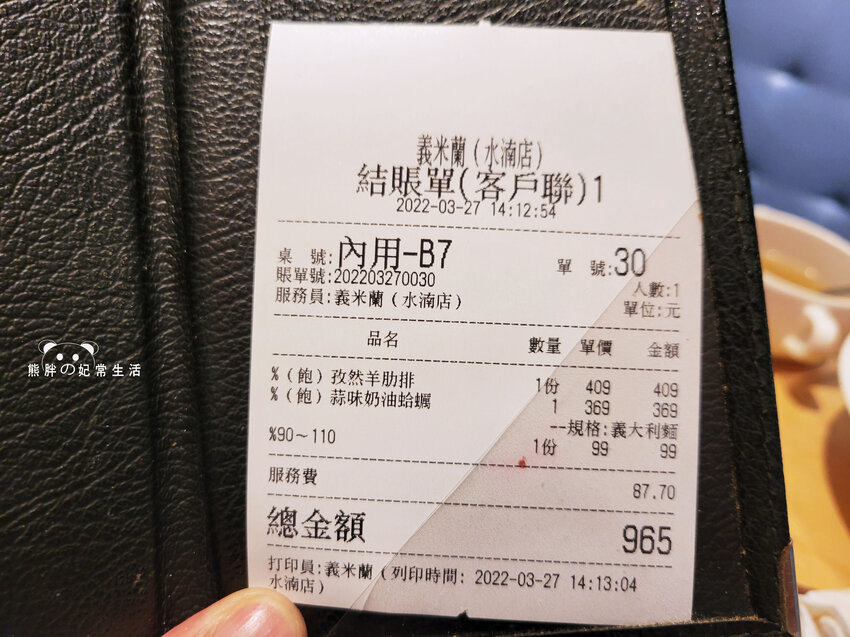 義米蘭(水湳店)
結賬單(客戶聯)1
2022-03-27 14:12:54
桌 號:內用-B7 單 號:30
賬單號:202203270030 人數:1
服務員:義米蘭(水湳店) 單位:元
品名 數量 單價 金額
%(飽)孜然羊肋排 1份 409 409
%(飽)蒜味奶油蛤蠣 1 369 369
--規格:義大利麵
%90～110 1份 99 99
服務費 87.70
總金額 965
打印員:義米蘭(列印時間: 2022-03-27 14:13:04
水湳店)
熊胖の妃常生活